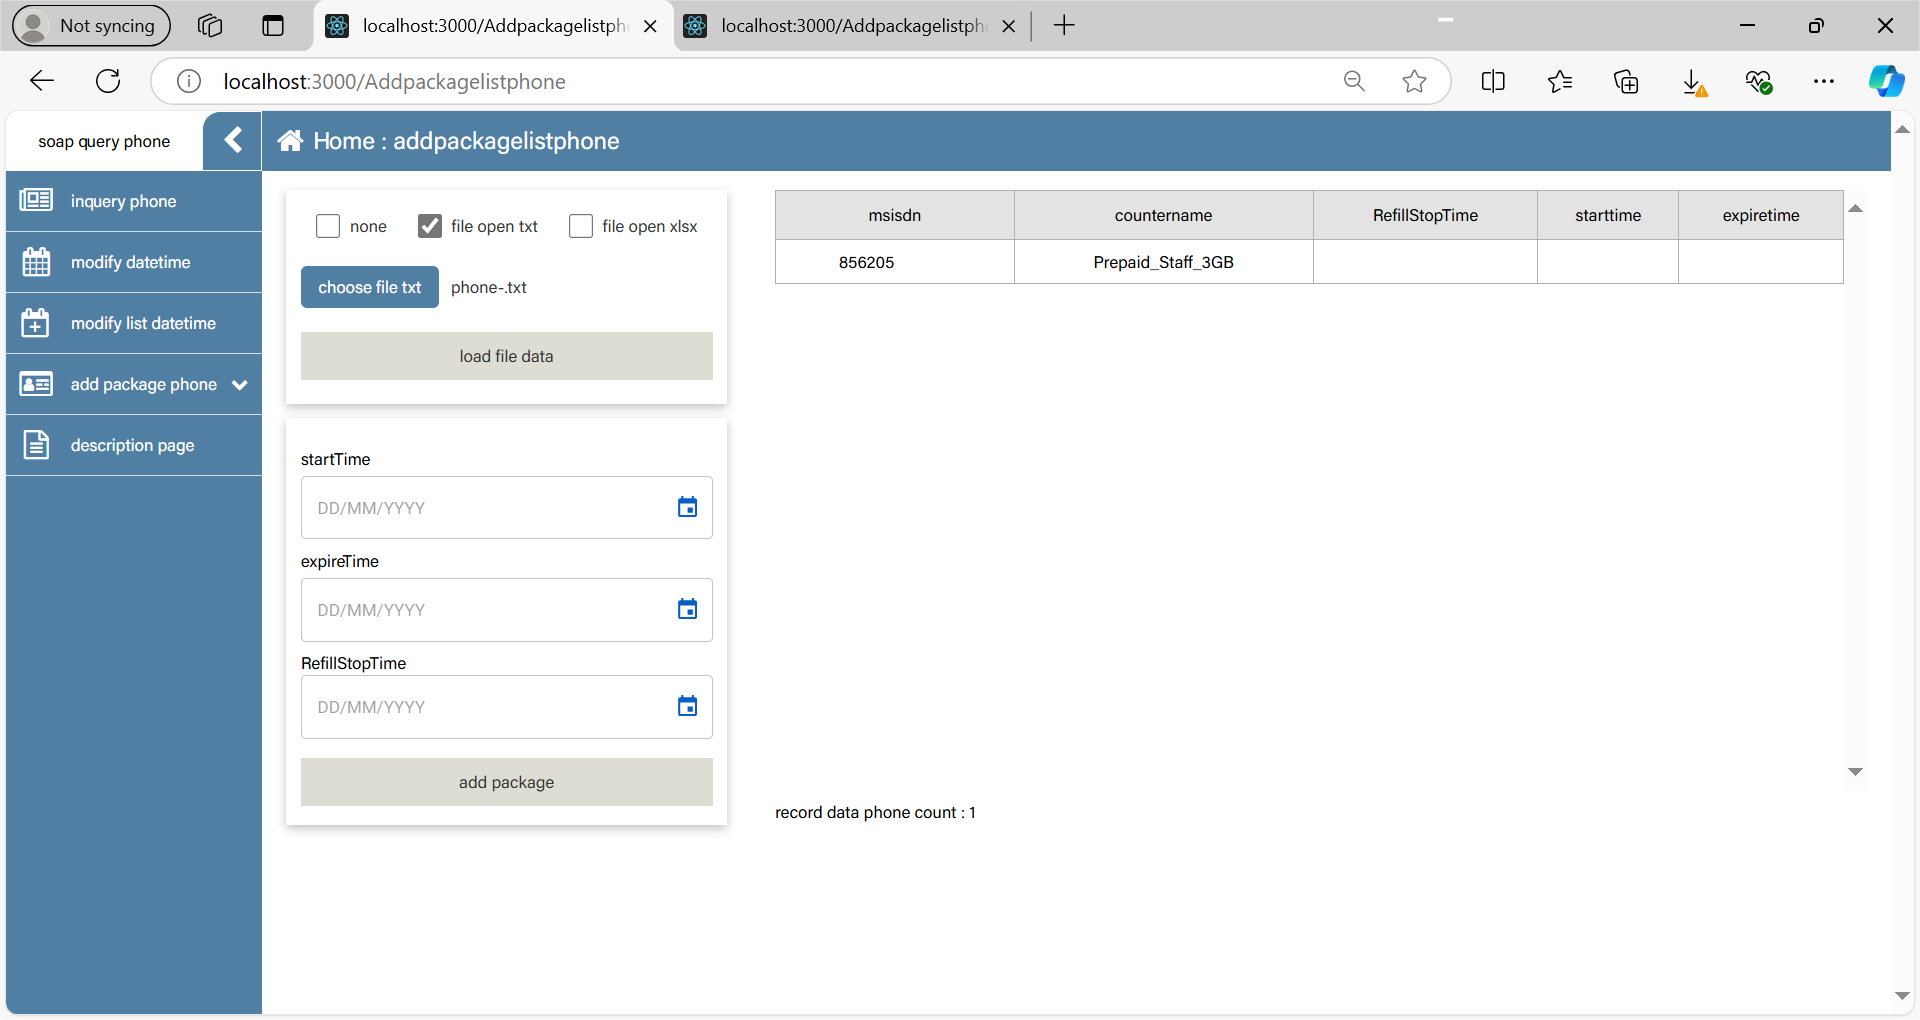 Not syncing
localhost:3000/Addpackagelistph
localhost:3000/Addpackagelistph
localhost:3000/Addpackagelistphone
soap query phone
Home : addpackagelistphone
inquery phone
modify datetime
modify list datetime
add package phone
description page
none
file open txt
file open xlsx
choose file txt
phone-.txt
load file data
startTime
DD/MM/YYYY
expireTime
DD/MM/YYYY
RefillStopTime
DD/MM/YYYY
add package
msisdn countername RefillStopTime starttime expiretime
856205 Prepaid_Staff_3GB
record data phone count : 1